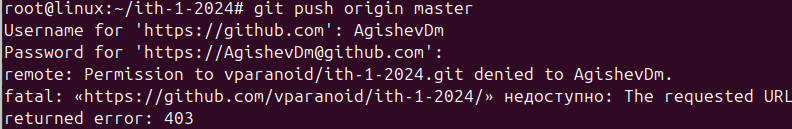 root@linux:~/ith-1-2024# git push origin master
Username for 'https://github.com': AgishevDm
Password for 'https://AgishevDm@github.com':
remote: Permission to vparanoid/ith-1-2024.git denied to AgishevDm.
fatal: «https://github.com/vparanoid/ith-1-2024/» недоступно: The requested URL
returned error: 403